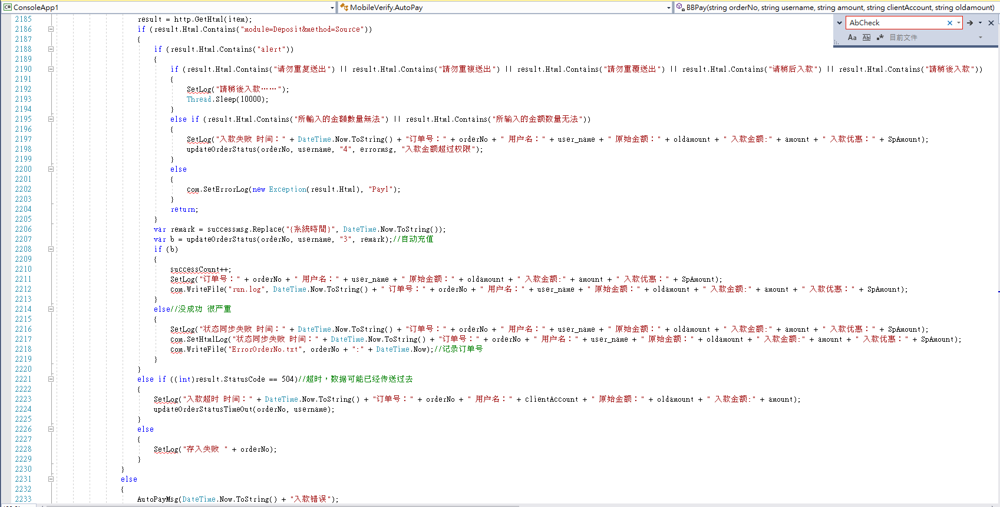 ConsoleApp1 MobileVerify.AutoPay BBPay(string orderNo, string username, string amount, string clientAccount, string oldamount)
AbCheck
Aa Ab 目前文件
2185 result = http.GetHtml(item);
2186 if (result.Html.Contains("module=Deposit&method=Source"))
2187 {
2188 if (result.Html.Contains("alert"))
2189 {
2190 if (result.Html.Contains("请勿重复送出") || result.Html.Contains("請勿重複送出") || result.Html.Contains("請勿重覆送出") || result.Html.Contains("请稍后入款") || result.Html.Contains("請稍後入款"))
2191 {
2192 SetLog("請稍後入款……");
2193 Thread.Sleep(10000);
2194 }
2195 else if (result.Html.Contains("所輸入的金額數量無法") || result.Html.Contains("所输入的金额数量无法"))
2196 {
2197 SetLog("入款失败 时间：" + DateTime.Now.ToString() + "订单号：" + orderNo + " 用户名：" + user_name + " 原始金额：" + oldamount + " 入款金额:" + amount + " 入款优惠：" + SpAmount);
2198 updateOrderStatus(orderNo, username, "4", errormsg, "入款金额超过权限");
2199 }
2200 else
2201 {
2202 com.SetErrorLog(new Exception(result.Html), "Pay1");
2203 }
2204 return;
2205 }
2206 var remark = successmsg.Replace("{系統時間}", DateTime.Now.ToString());
2207 var b = updateOrderStatus(orderNo, username, "3", remark);//自动充值
2208 if (b)
2209 {
2210 successCount++;
2211 SetLog("订单号：" + orderNo + " 用户名：" + user_name + " 原始金额：" + oldamount + " 入款金额:" + amount + " 入款优惠：" + SpAmount);
2212 com.WriteFile("run.log", DateTime.Now.ToString() + " 订单号：" + orderNo + " 用户名：" + user_name + " 原始金额：" + oldamount + " 入款金额:" + amount + " 入款优惠：" + SpAmount);
2213 }
2214 else//没成功 很严重
2215 {
2216 SetLog("状态同步失败 时间：" + DateTime.Now.ToString() + "订单号：" + orderNo + " 用户名：" + user_name + " 原始金额：" + oldamount + " 入款金额:" + amount + " 入款优惠：" + SpAmount);
2217 com.SetHtmlLog("状态同步失败 时间：" + DateTime.Now.ToString() + "订单号：" + orderNo + " 用户名：" + user_name + " 原始金额：" + oldamount + " 入款金额:" + amount + " 入款优惠：" + SpAmount);
2218 com.WriteFile("ErrorOrderNo.txt", orderNo + ":" + DateTime.Now);//记录订单号
2219 }
2220 }
2221 else if ((int)result.StatusCode == 504)//超时，数据可能已经传送过去
2222 {
2223 SetLog("入款超时 时间：" + DateTime.Now.ToString() + "订单号：" + orderNo + " 用户名：" + clientAccount + " 原始金额：" + oldamount + " 入款金额:" + amount);
2224 updateOrderStatusTimeOut(orderNo, username);
2225 }
2226 else
2227 {
2228 SetLog("存入失败 " + orderNo);
2229 }
2230 }
2231 else
2232 {
2233 AutoPayMsg(DateTime.Now.ToString() + "入款错误");